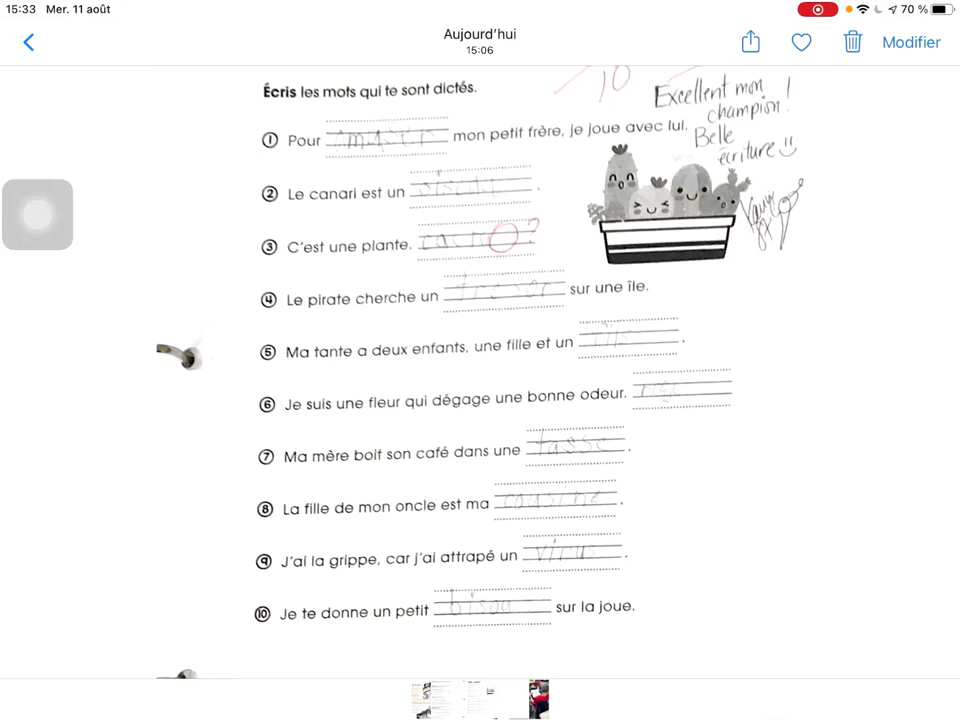 15:33 Mer. 11 août 70 %
Aujourd'hui
15:06
Modifier
Écris les mots qui te sont dictés.
10
Excellent mon
champion !
Belle
écriture
① Pour amuser mon petit frère, je joue avec lui.
② Le canari est un .
③ C'est une plante. ?
④ Le pirate cherche un trésor sur une île.
⑤ Ma tante a deux enfants, une fille et un fils .
⑥ Je suis une fleur qui dégage une bonne odeur.
⑦ Ma mère boit son café dans une tasse .
⑧ La fille de mon oncle est ma cousine .
⑨ J'ai la grippe, car j'ai attrapé un virus .
⑩ Je te donne un petit bisou sur la joue.